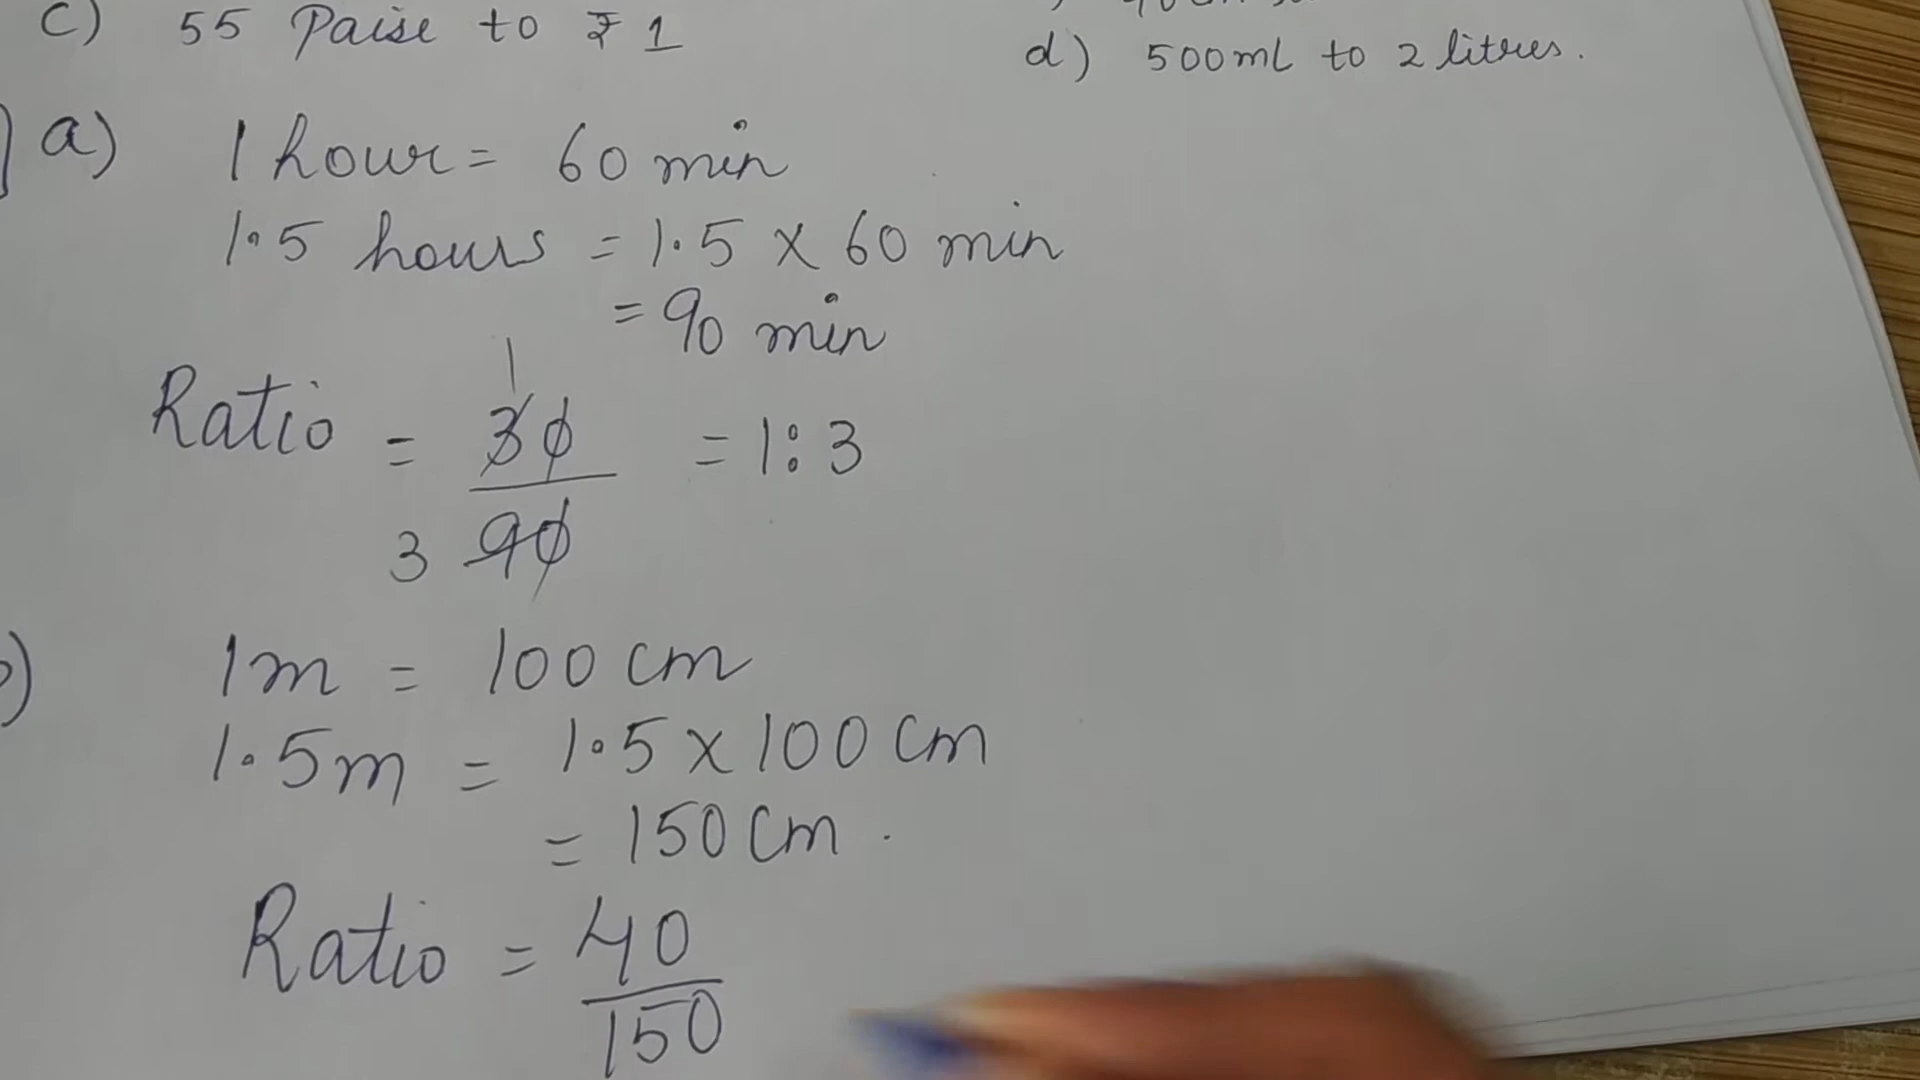 c) 55 Paise to ₹ 1
d) 500ml to 2 litres.
a) 1 hour = 60 min
1.5 hours = 1.5 × 60 min
= 90 min
1
Ratio = 30 = 1:3
3 90
) 1m = 100 cm
1.5m = 1.5 × 100 cm
= 150 cm.
Ratio = 40
150